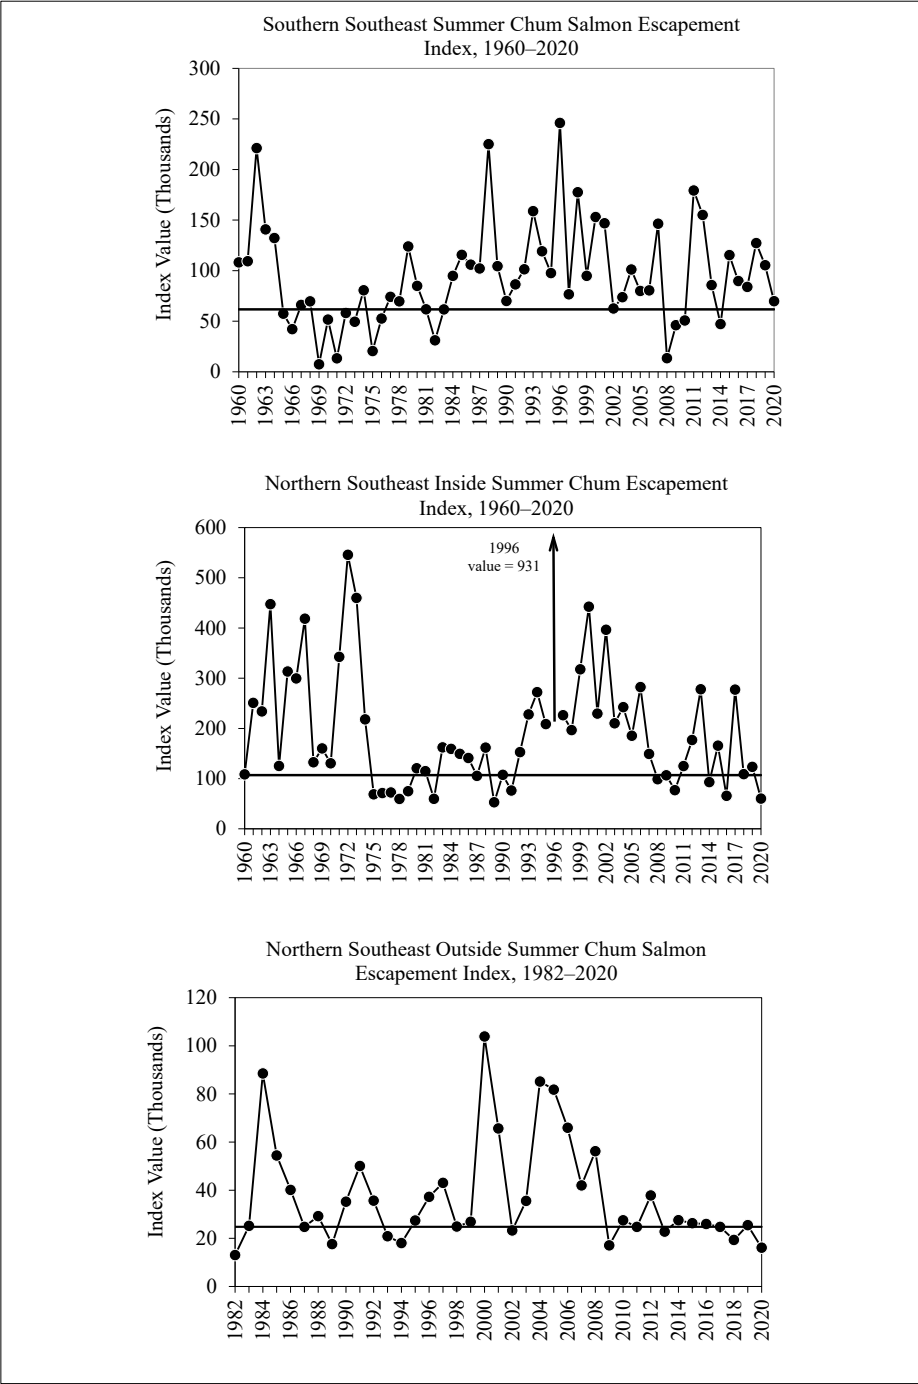 Southern Southeast Summer Chum Salmon Escapement
Index, 1960–2020
Index Value (Thousands)
300
250
200
150
100
50
0
1960 1963 1966 1969 1972 1975 1978 1981 1984 1987 1990 1993 1996 1999 2002 2005 2008 2011 2014 2017 2020
Northern Southeast Inside Summer Chum Escapement
Index, 1960–2020
Index Value (Thousands)
600
500
400
300
200
100
0
1996
value = 931
1960 1963 1966 1969 1972 1975 1978 1981 1984 1987 1990 1993 1996 1999 2002 2005 2008 2011 2014 2017 2020
Northern Southeast Outside Summer Chum Salmon
Escapement Index, 1982–2020
Index Value (Thousands)
120
100
80
60
40
20
0
1982 1984 1986 1988 1990 1992 1994 1996 1998 2000 2002 2004 2006 2008 2010 2012 2014 2016 2018 2020